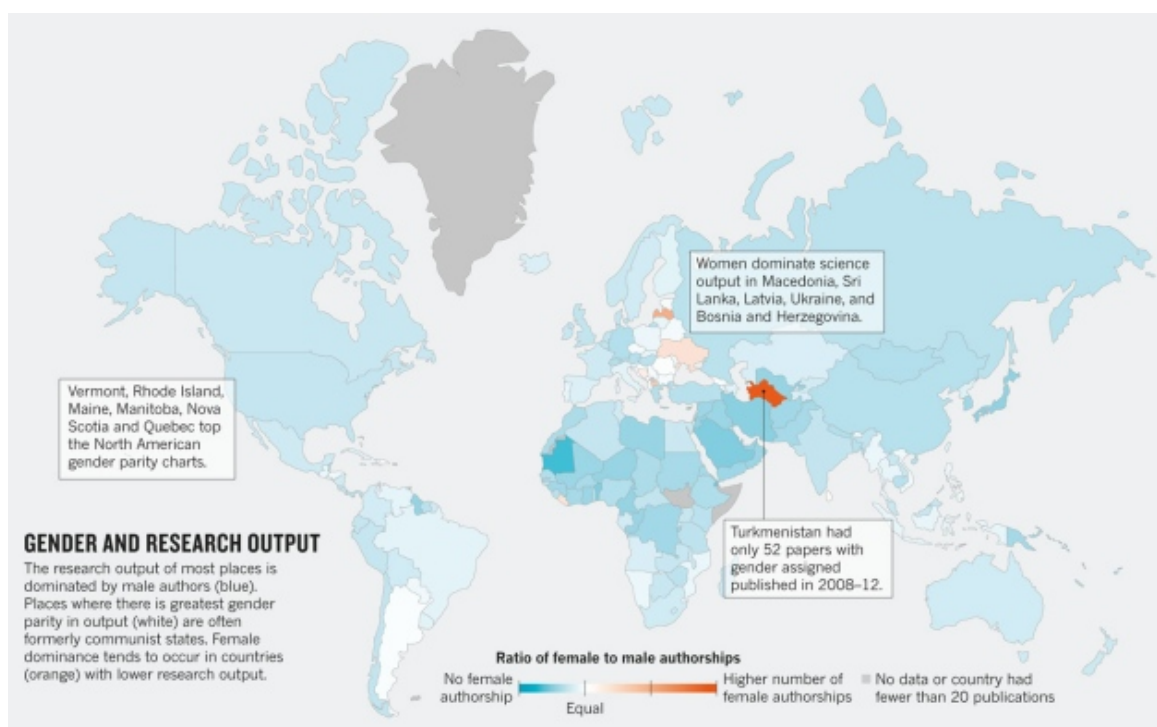 Women dominate science
output in Macedonia, Sri
Lanka, Latvia, Ukraine, and
Bosnia and Herzegovina.
Vermont, Rhode Island,
Maine, Manitoba, Nova
Scotia and Quebec top
the North American
gender parity charts.
Turkmenistan had
only 52 papers with
gender assigned
published in 2008–12.
GENDER AND RESEARCH OUTPUT
The research output of most places is
dominated by male authors (blue).
Places where there is greatest gender
parity in output (white) are often
formerly communist states. Female
dominance tends to occur in countries
(orange) with lower research output.
Ratio of female to male authorships
No female
authorship
Equal
Higher number of
female authorships
No data or country had
fewer than 20 publications